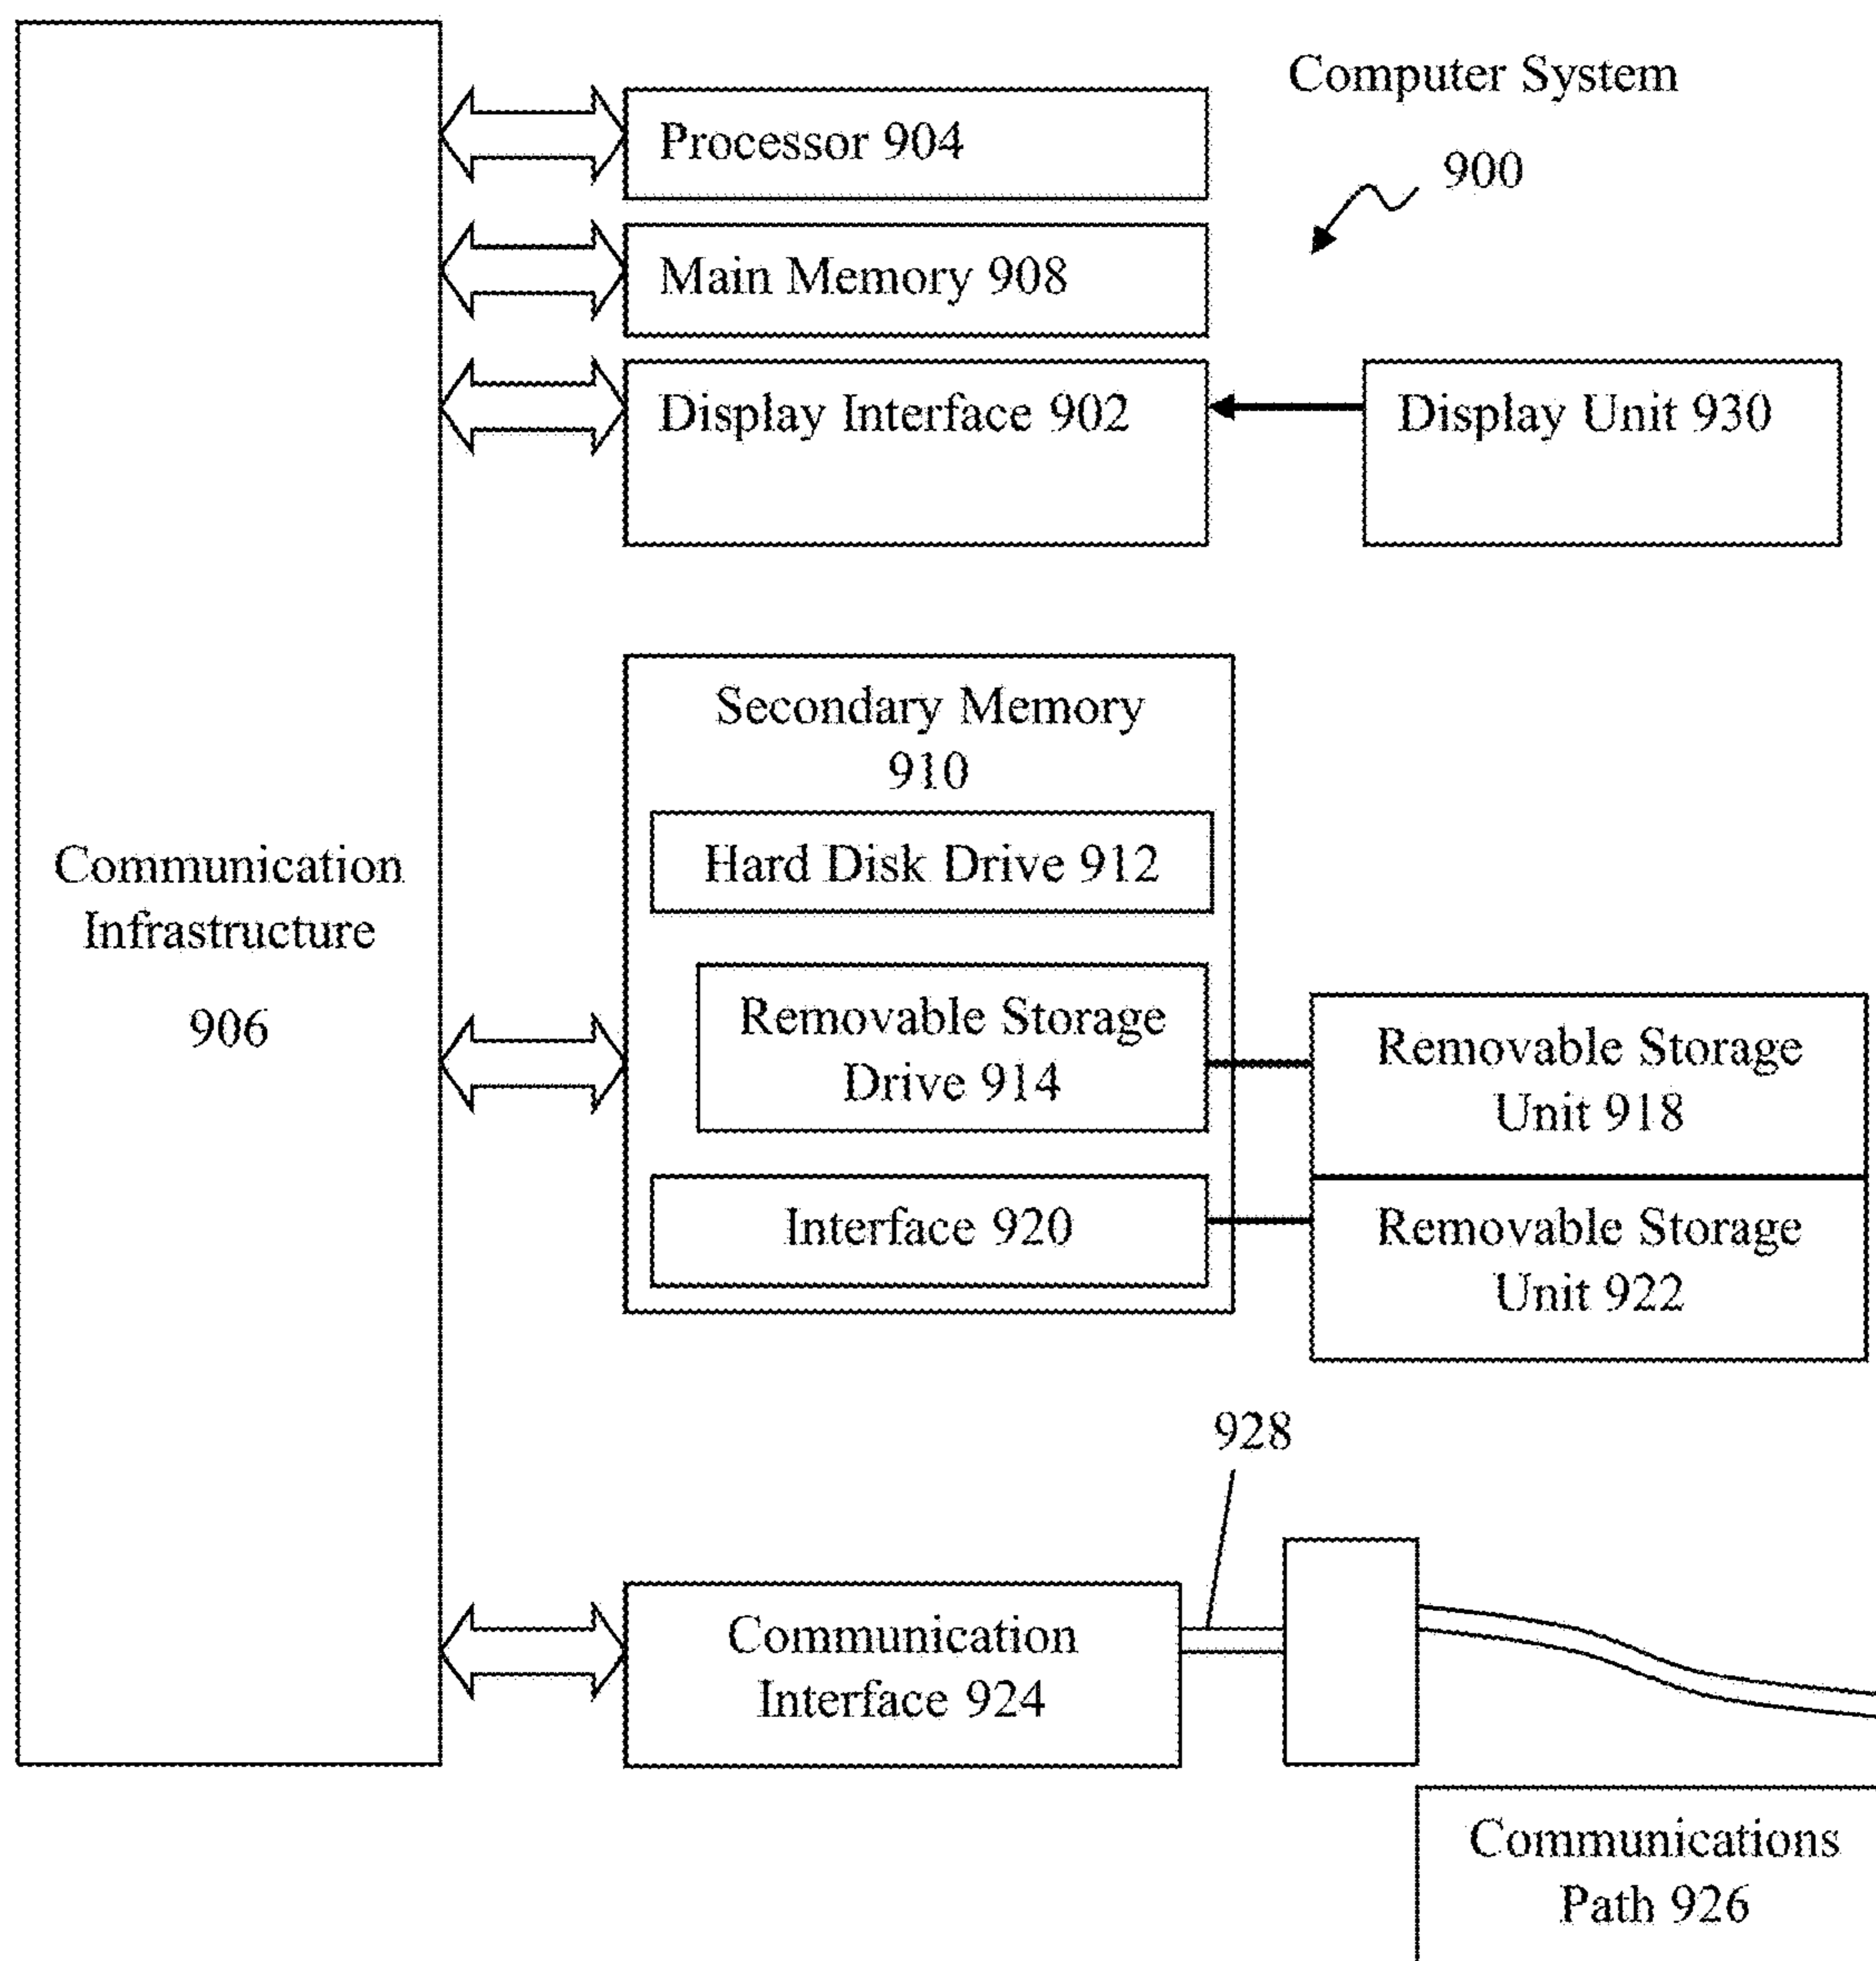 Computer System
900
Processor 904
Main Memory 908
Display Interface 902
Display Unit 930
Secondary Memory
910
Hard Disk Drive 912
Communication
Infrastructure
906
Removable Storage
Drive 914
Removable Storage
Unit 918
Interface 920
Removable Storage
Unit 922
928
Communication
Interface 924
Communications
Path 926